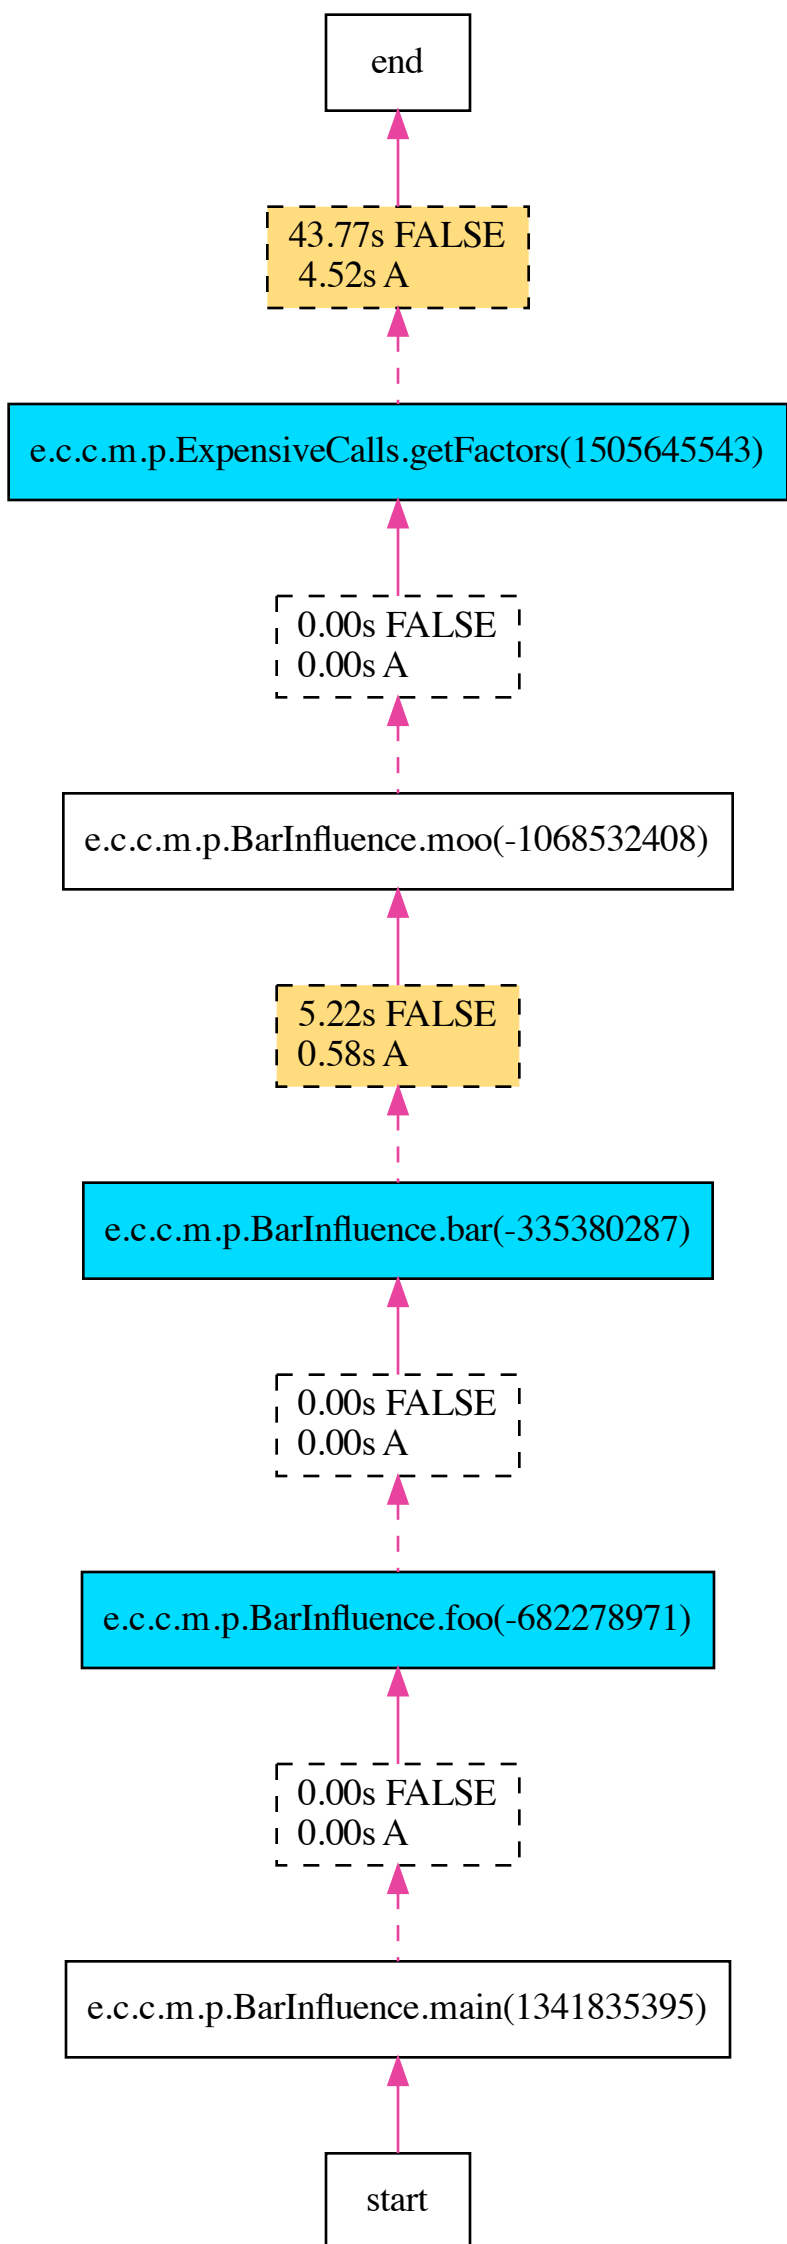 end
43.77s FALSE
4.52s A
e.c.c.m.p.ExpensiveCalls.getFactors(1505645543)
0.00s FALSE
0.00s A
e.c.c.m.p.BarInfluence.moo(-1068532408)
5.22s FALSE
0.58s A
e.c.c.m.p.BarInfluence.bar(-335380287)
0.00s FALSE
0.00s A
e.c.c.m.p.BarInfluence.foo(-682278971)
0.00s FALSE
0.00s A
e.c.c.m.p.BarInfluence.main(1341835395)
start